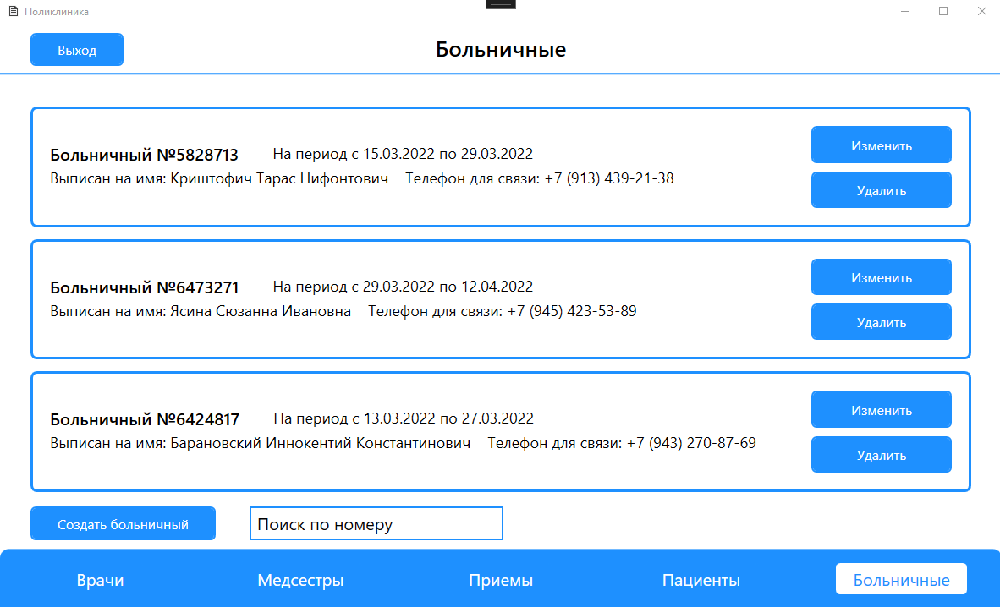 Поликлиника
Выход
Больничные
Больничный №5828713 На период с 15.03.2022 по 29.03.2022
Выписан на имя: Криштофич Тарас Нифонтович Телефон для связи: +7 (913) 439-21-38
Изменить
Удалить
Больничный №6473271 На период с 29.03.2022 по 12.04.2022
Выписан на имя: Ясина Сюзанна Ивановна Телефон для связи: +7 (945) 423-53-89
Изменить
Удалить
Больничный №6424817 На период с 13.03.2022 по 27.03.2022
Выписан на имя: Барановский Иннокентий Константинович Телефон для связи: +7 (943) 270-87-69
Изменить
Удалить
Создать больничный Поиск по номеру
Врачи Медсестры Приемы Пациенты Больничные